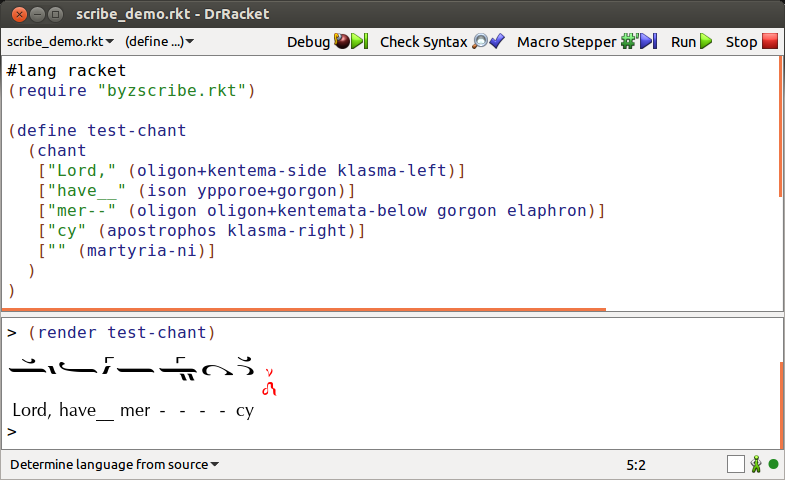 scribe_demo.rkt - DrRacket
scribe_demo.rkt (define ...) Debug Check Syntax Macro Stepper Run Stop
#lang racket
(require "byzscribe.rkt")
(define test-chant
(chant
["Lord," (oligon+kentema-side klasma-left)]
["have__" (ison ypporoe+gorgon)]
["mer--" (oligon oligon+kentemata-below gorgon elaphron)]
["cy" (apostrophos klasma-right)]
["" (martyria-ni)]
)
)
> (render test-chant)
ν
Lord, have__ mer - - - - cy
>
Determine language from source 5:2